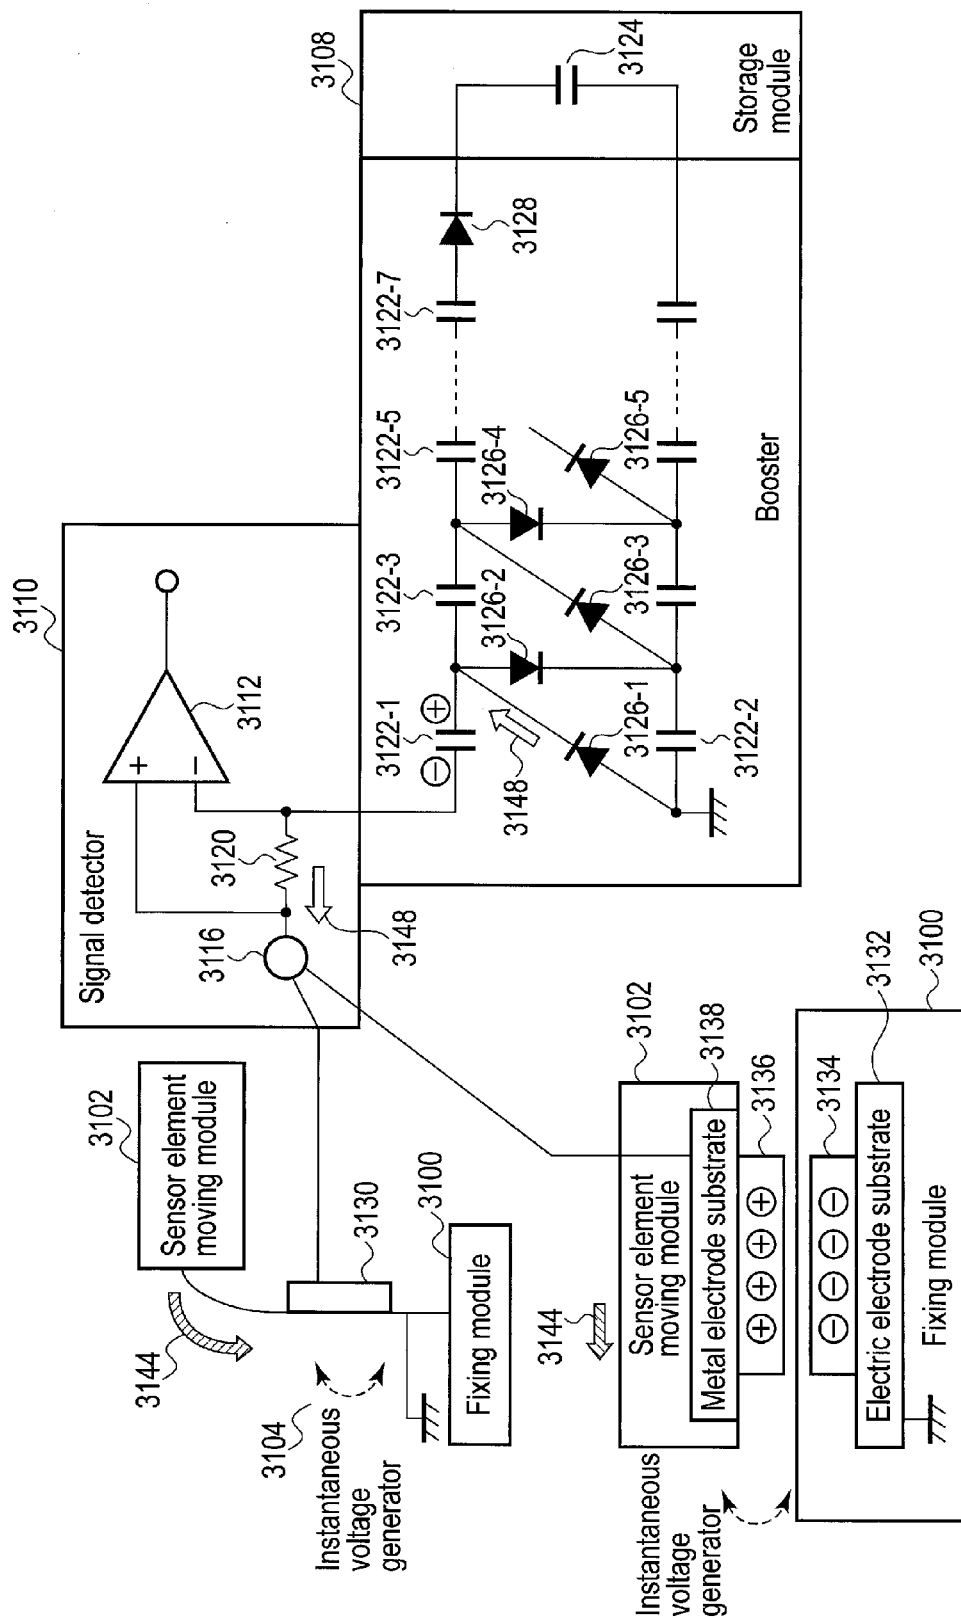 3110
Signal detector
3112
+
−
3120
3116
3148
3108
3122-1
3122-3
3122-5
3122-7
3128
3124
⊖
⊕
3148
3126-1
3126-2
3126-3
3126-4
3126-5
3122-2
Booster
Storage
module
3102
Sensor element
moving module
3144
3130
3100
3104
Instantaneous
voltage
generator
Fixing module
3102
3138
3136
3144
Sensor element
moving module
Metal electrode substrate
⊕ ⊕ ⊕ ⊕
Instantaneous
voltage
generator
3134
3132
3100
⊖ ⊖ ⊖ ⊖
Electric electrode substrate
Fixing module